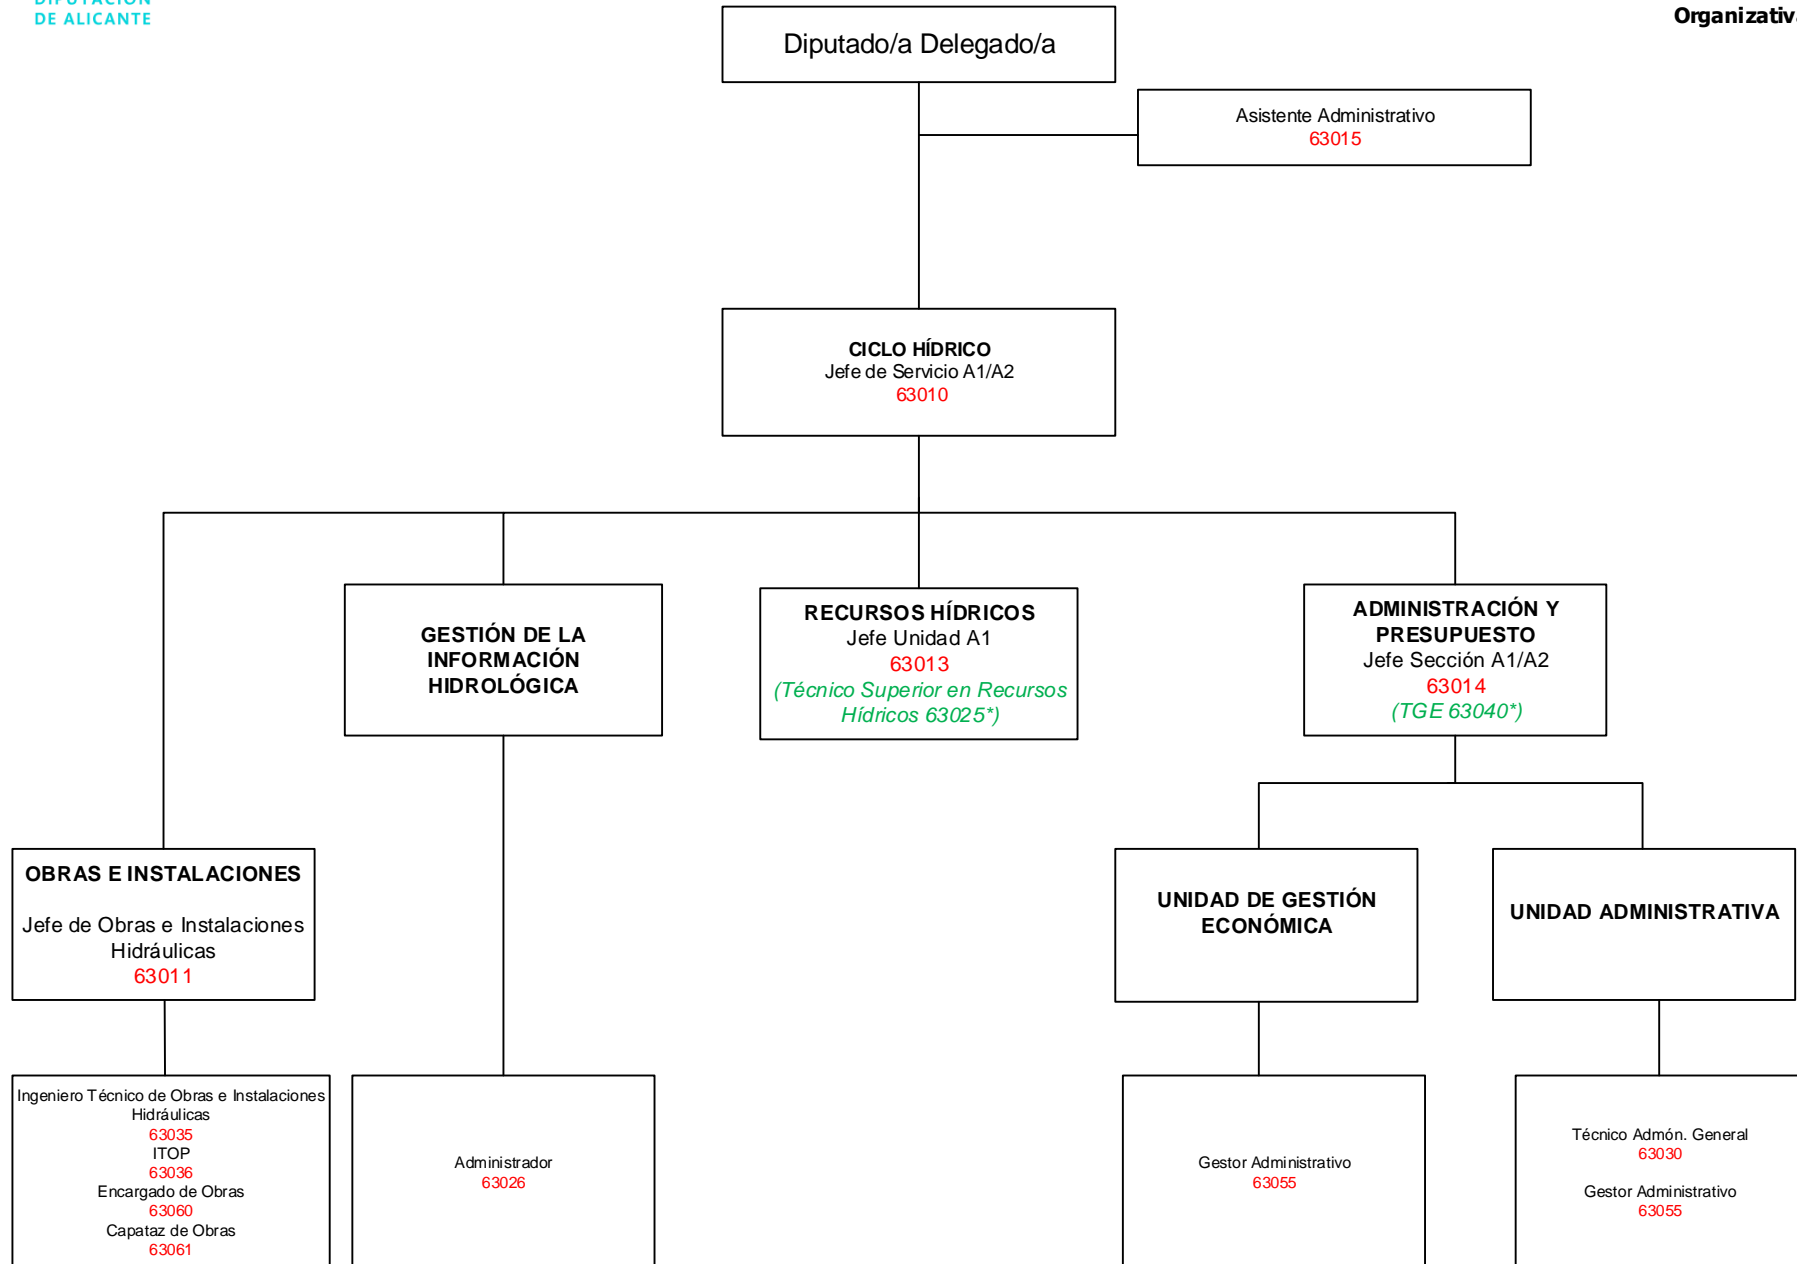 DIPUTACIÓN
DE ALICANTE
Diputado/a Delegado/a
Asistente Administrativo
63015
CICLO HÍDRICO
Jefe de Servicio A1/A2
63010
GESTIÓN DE LA
INFORMACIÓN
HIDROLÓGICA
RECURSOS HÍDRICOS
Jefe Unidad A1
63013
(Técnico Superior en Recursos
Hídricos 63025*)
ADMINISTRACIÓN Y
PRESUPUESTO
Jefe Sección A1/A2
63014
(TGE 63040*)
OBRAS E INSTALACIONES
Jefe de Obras e Instalaciones
Hidráulicas
63011
UNIDAD DE GESTIÓN
ECONÓMICA
UNIDAD ADMINISTRATIVA
Ingeniero Técnico de Obras e Instalaciones
Hidráulicas
63035
ITOP
63036
Encargado de Obras
63060
Capataz de Obras
63061
Administrador
63026
Gestor Administrativo
63055
Técnico Admón. General
63030
Gestor Administrativo
63055